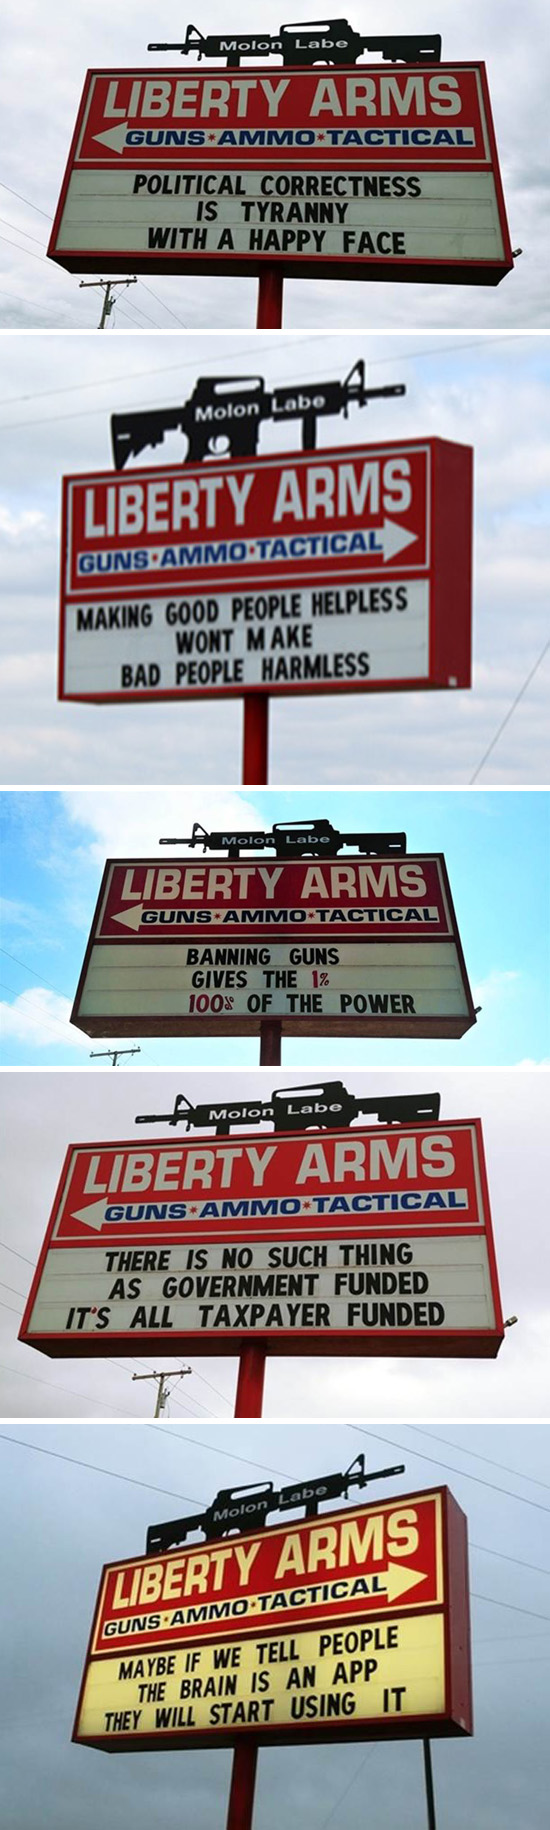 Molon Labe
LIBERTY ARMS
GUNS*AMMO*TACTICAL
POLITICAL CORRECTNESS
IS TYRANNY
WITH A HAPPY FACE
Molon Labe
LIBERTY ARMS
GUNS*AMMO*TACTICAL
MAKING GOOD PEOPLE HELPLESS
WONT MAKE
BAD PEOPLE HARMLESS
Molon Labe
LIBERTY ARMS
GUNS*AMMO*TACTICAL
BANNING GUNS
GIVES THE 1%
100% OF THE POWER
Molon Labe
LIBERTY ARMS
GUNS*AMMO*TACTICAL
THERE IS NO SUCH THING
AS GOVERNMENT FUNDED
IT'S ALL TAXPAYER FUNDED
Molon Labe
LIBERTY ARMS
GUNS*AMMO*TACTICAL
MAYBE IF WE TELL PEOPLE
THE BRAIN IS AN APP
THEY WILL START USING IT